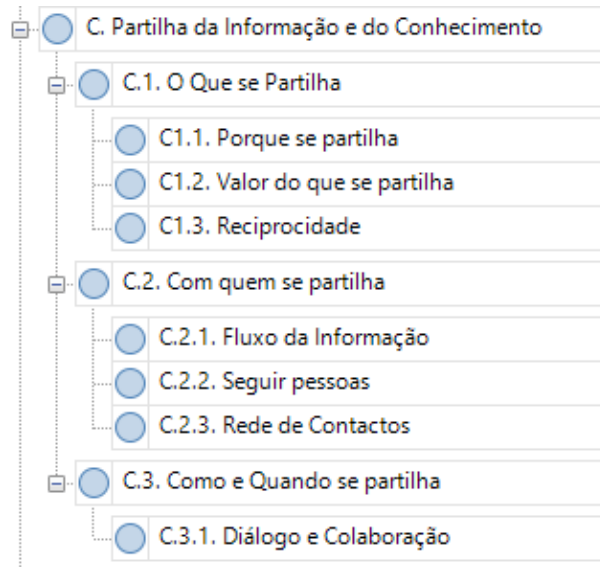 C. Partilha da Informação e do Conhecimento
C.1. O Que se Partilha
C1.1. Porque se partilha
C1.2. Valor do que se partilha
C1.3. Reciprocidade
C.2. Com quem se partilha
C.2.1. Fluxo da Informação
C.2.2. Seguir pessoas
C.2.3. Rede de Contactos
C.3. Como e Quando se partilha
C.3.1. Diálogo e Colaboração